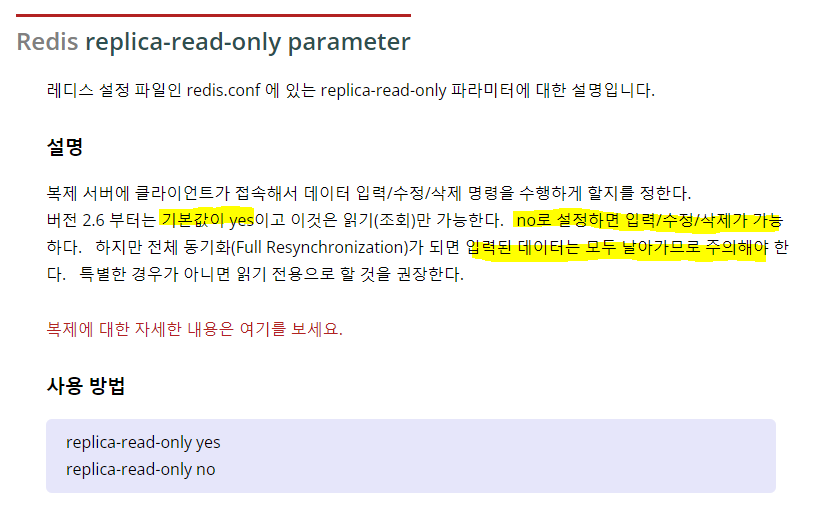 Redis replica-read-only parameter
레디스 설정 파일인 redis.conf 에 있는 replica-read-only 파라미터에 대한 설명입니다.
설명
복제 서버에 클라이언트가 접속해서 데이터 입력/수정/삭제 명령을 수행하게 할지를 정한다.
버전 2.6 부터는 기본값이 yes이고 이것은 읽기(조회)만 가능한다. no로 설정하면 입력/수정/삭제가 가능
하다. 하지만 전체 동기화(Full Resynchronization)가 되면 입력된 데이터는 모두 날아가므로 주의해야 한
다. 특별한 경우가 아니면 읽기 전용으로 할 것을 권장한다.
복제에 대한 자세한 내용은 여기를 보세요.
사용 방법
replica-read-only yes
replica-read-only no